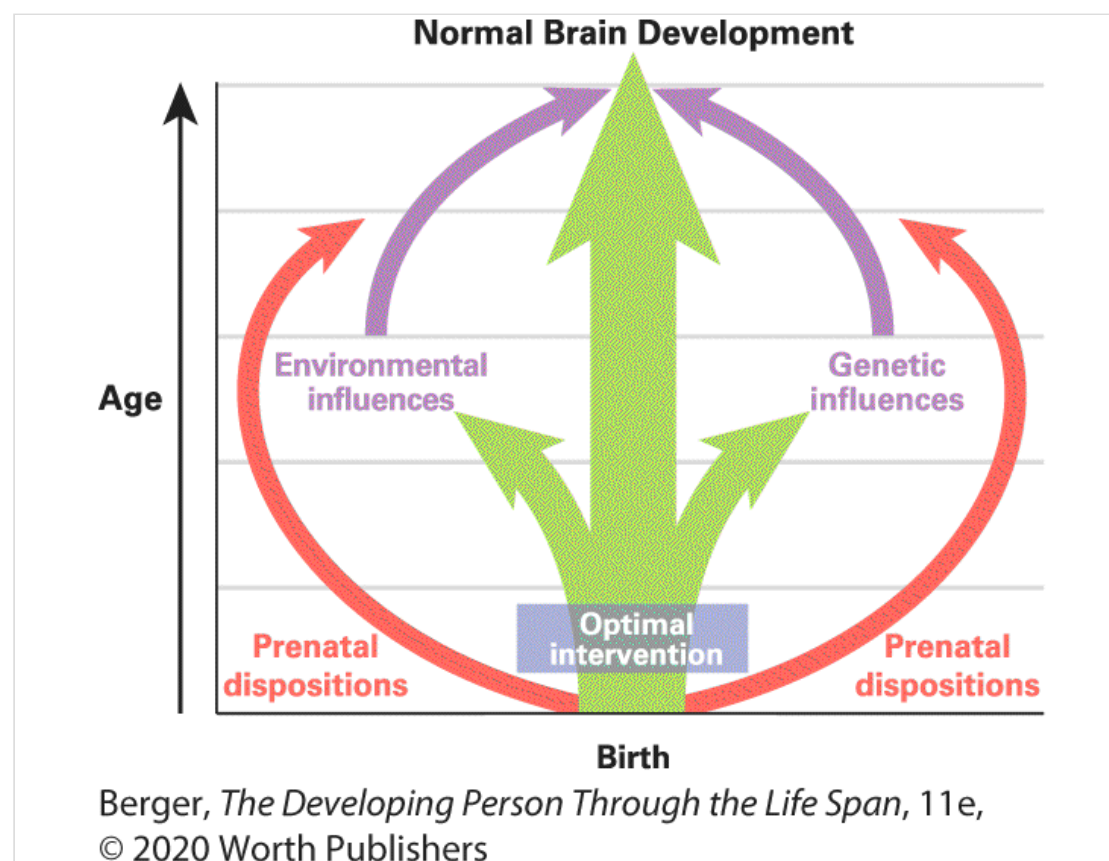 Normal Brain Development
Age
Environmental
influences
Genetic
influences
Optimal
intervention
Prenatal
dispositions
Prenatal
dispositions
Birth
Berger, The Developing Person Through the Life Span, 11e,
© 2020 Worth Publishers